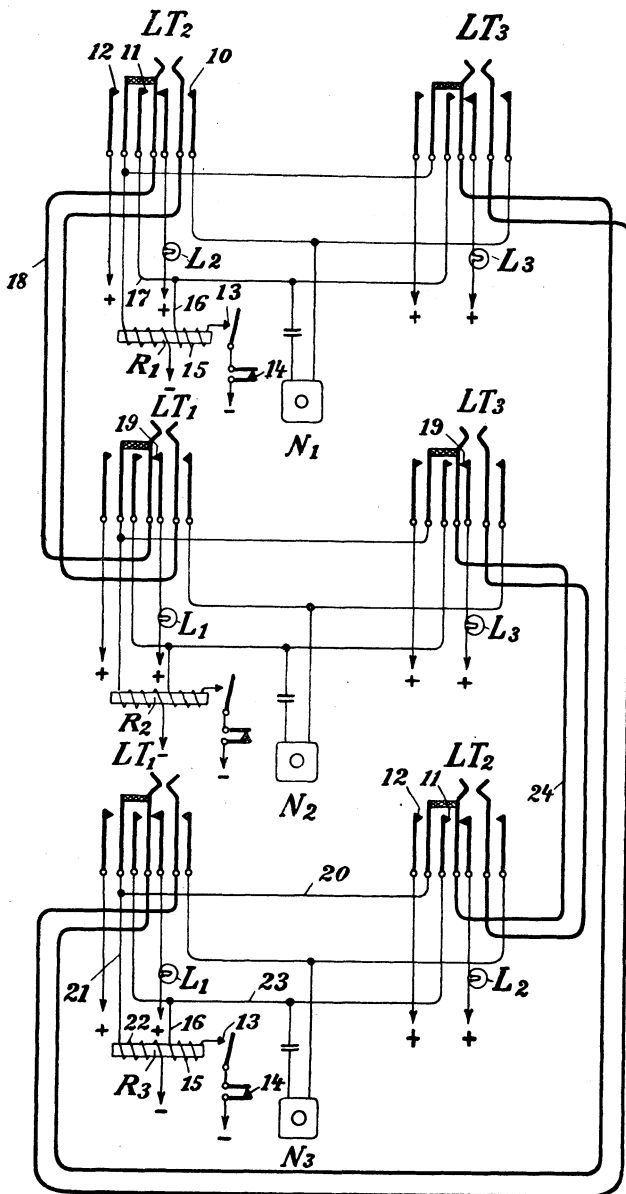 LT2 LT3
12 11 10
L2 L3
18
+ 17 + 16 13 + +
R1 15 14
- -
LT1 N1 LT3
19 19
L1 L3
+ + + +
R2
- -
LT1 N2 12 LT2 11 24
20
L1 L2
21 23
+ 22 + 16 13 + +
R3 15 14
- -
N3